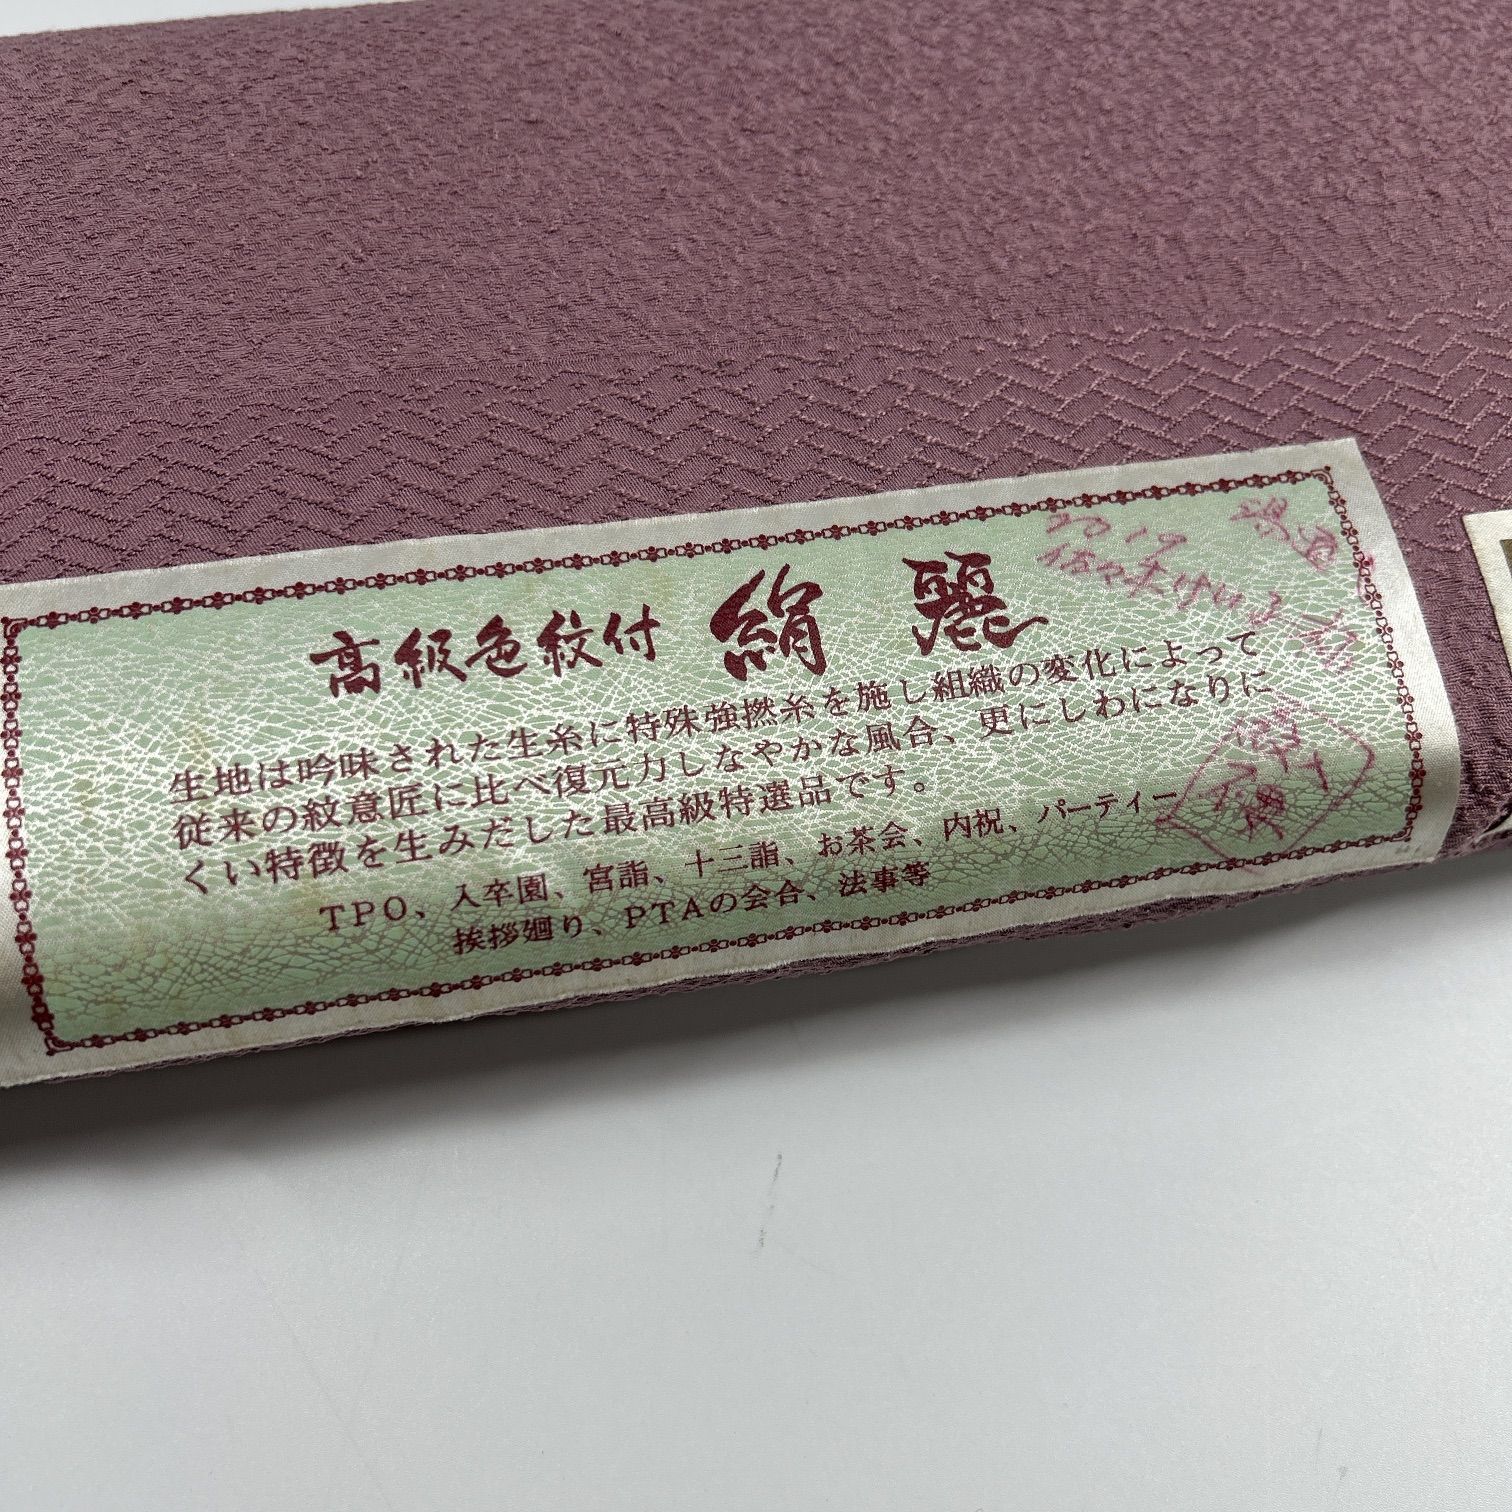 高級色紋付 絹麗
生地は吟味された生糸に特殊強撚糸を施し組織の変化によって
従来の紋意匠に比べ復元力しなやかな風合、更にしわになりに
くい特徴を生みだした最高級特選品です。
TPO、入卒園、宮詣、十三詣、お茶会、内祝、パーティー
挨拶廻り、PTAの会合、法事等